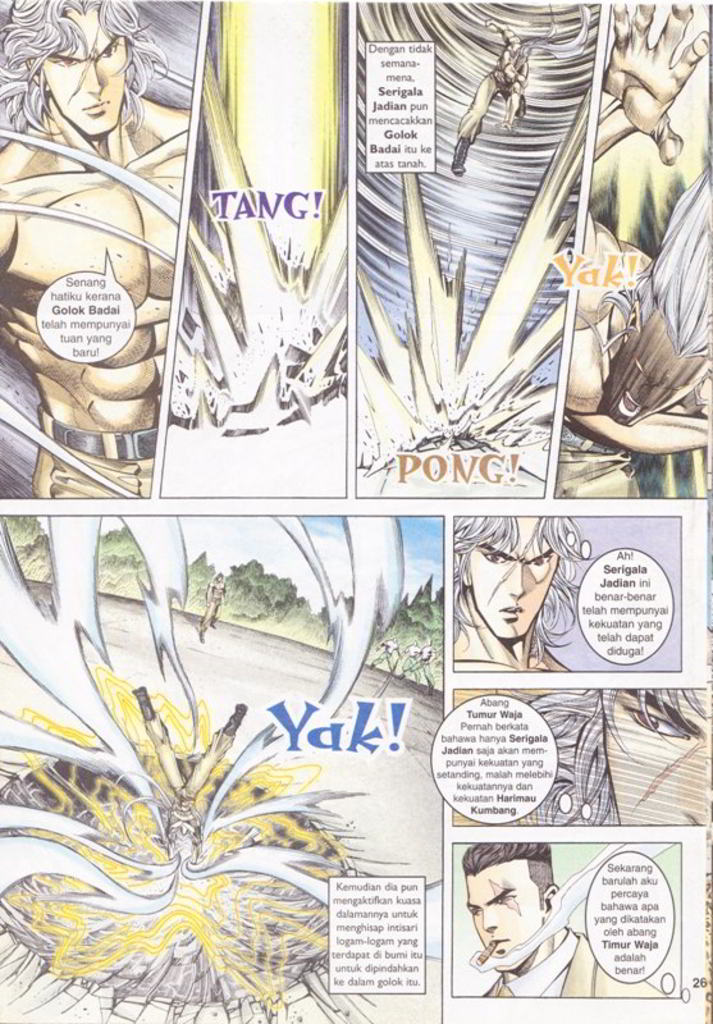 Senang
hatiku kerana
Golok Badai
telah mempunyai
tuan yang
baru!
TANG!
Dengan tidak
semana-
mena,
Serigala
Jadian pun
mencacakkan
Golok
Badai itu ke
atas tanah.
PONG!
Yak!
Yak!
Kemudian dia pun
mengaktifkan kuasa
dalamannya untuk
menghisap intisari
logam-logam yang
terdapat di bumi itu
untuk dipindahkan
ke dalam golok itu.
Ah!
Serigala
Jadian ini
benar-benar
telah mempunyai
kekuatan yang
telah dapat
diduga!
Abang
Tumur Waja
Pernah berkata
bahawa hanya Serigala
Jadian saja akan mem-
punyai kekuatan yang
setanding, malah melebihi
kekuatannya dan
kekuatan Harimau
Kumbang.
Sekarang
barulah aku
percaya
bahawa apa
yang dikatakan
oleh abang
Timur Waja
adalah
benar!
26